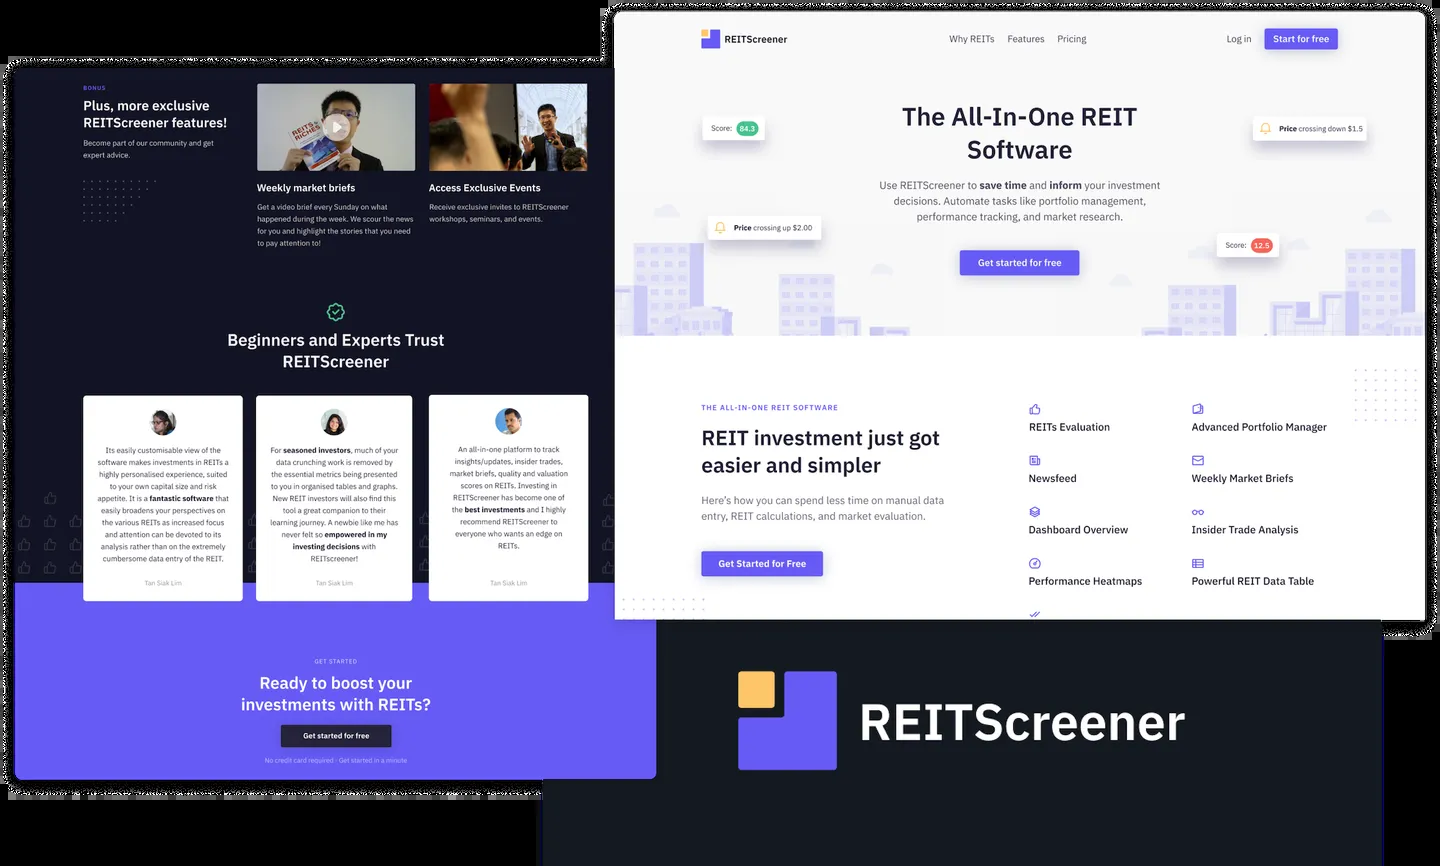 REITScreener
Why REITs
Features
Pricing
Log in
Start for free
The All-In-One REIT
Software
Use REITScreener to save time and inform your investment
decisions. Automate tasks like portfolio management,
performance tracking, and market research.
Get started for free
Score: 84.3
Price crossing down $1.5
Price crossing up $2.00
Score: 12.5
THE ALL-IN-ONE REIT SOFTWARE
REIT investment just got
easier and simpler
Here's how you can spend less time on manual data
entry, REIT calculations, and market evaluation.
Get Started for Free
REITs Evaluation
Advanced Portfolio Manager
Newsfeed
Weekly Market Briefs
Dashboard Overview
Insider Trade Analysis
Performance Heatmaps
Powerful REIT Data Table
BONUS
Plus, more exclusive
REITScreener features!
Become part of our community and get
expert advice.
REITS TO
RICHES
Weekly market briefs
Get a video brief every Sunday on what
happened during the week. We scour the news
for you and highlight the stories that you need
to pay attention to!
Access Exclusive Events
Receive exclusive invites to REITScreener
workshops, seminars, and events.
Beginners and Experts Trust
REITScreener
Its easily customisable view of the
software makes investments in REITs a
highly personalised experience, suited
to your own capital size and risk
appetite. It is a fantastic software that
easily broadens your perspectives on
the various REITs as increased focus
and attention can be devoted to its
analysis rather than on the extremely
cumbersome data entry of the REIT.
Tan Siak Lim
For seasoned investors, much of your
data crunching work is removed by
the essential metrics being presented
to you in organised tables and graphs.
New REIT investors will also find this
tool a great companion to their
learning journey. A newbie like me has
never felt so empowered in my
investing decisions with
REITscreener!
Tan Siak Lim
An all-in-one platform to track
insights/updates, insider trades,
market briefs, quality and valuation
scores on REITs. Investing in
REITScreener has become one of
the best investments and I highly
recommend REITScreener to
everyone who wants an edge on
REITs.
Tan Siak Lim
GET STARTED
Ready to boost your
investments with REITs?
Get started for free
No credit card required · Get started in a minute
REITScreener